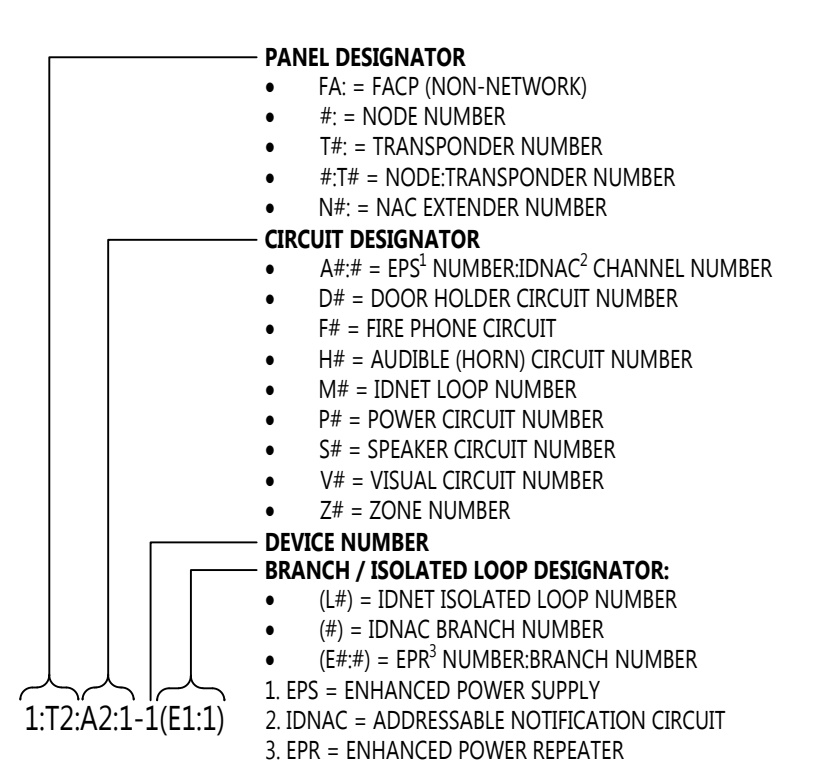 PANEL DESIGNATOR
• FA: = FACP (NON-NETWORK)
• #: = NODE NUMBER
• T#: = TRANSPONDER NUMBER
• #:T# = NODE:TRANSPONDER NUMBER
• N#: = NAC EXTENDER NUMBER
CIRCUIT DESIGNATOR
• A#:# = EPS¹ NUMBER:IDNAC² CHANNEL NUMBER
• D# = DOOR HOLDER CIRCUIT NUMBER
• F# = FIRE PHONE CIRCUIT
• H# = AUDIBLE (HORN) CIRCUIT NUMBER
• M# = IDNET LOOP NUMBER
• P# = POWER CIRCUIT NUMBER
• S# = SPEAKER CIRCUIT NUMBER
• V# = VISUAL CIRCUIT NUMBER
• Z# = ZONE NUMBER
DEVICE NUMBER
BRANCH / ISOLATED LOOP DESIGNATOR:
• (L#) = IDNET ISOLATED LOOP NUMBER
• (#) = IDNAC BRANCH NUMBER
• (E#:#) = EPR³ NUMBER:BRANCH NUMBER
1. EPS = ENHANCED POWER SUPPLY
1:T2:A2:1-1(E1:1)
2. IDNAC = ADDRESSABLE NOTIFICATION CIRCUIT
3. EPR = ENHANCED POWER REPEATER